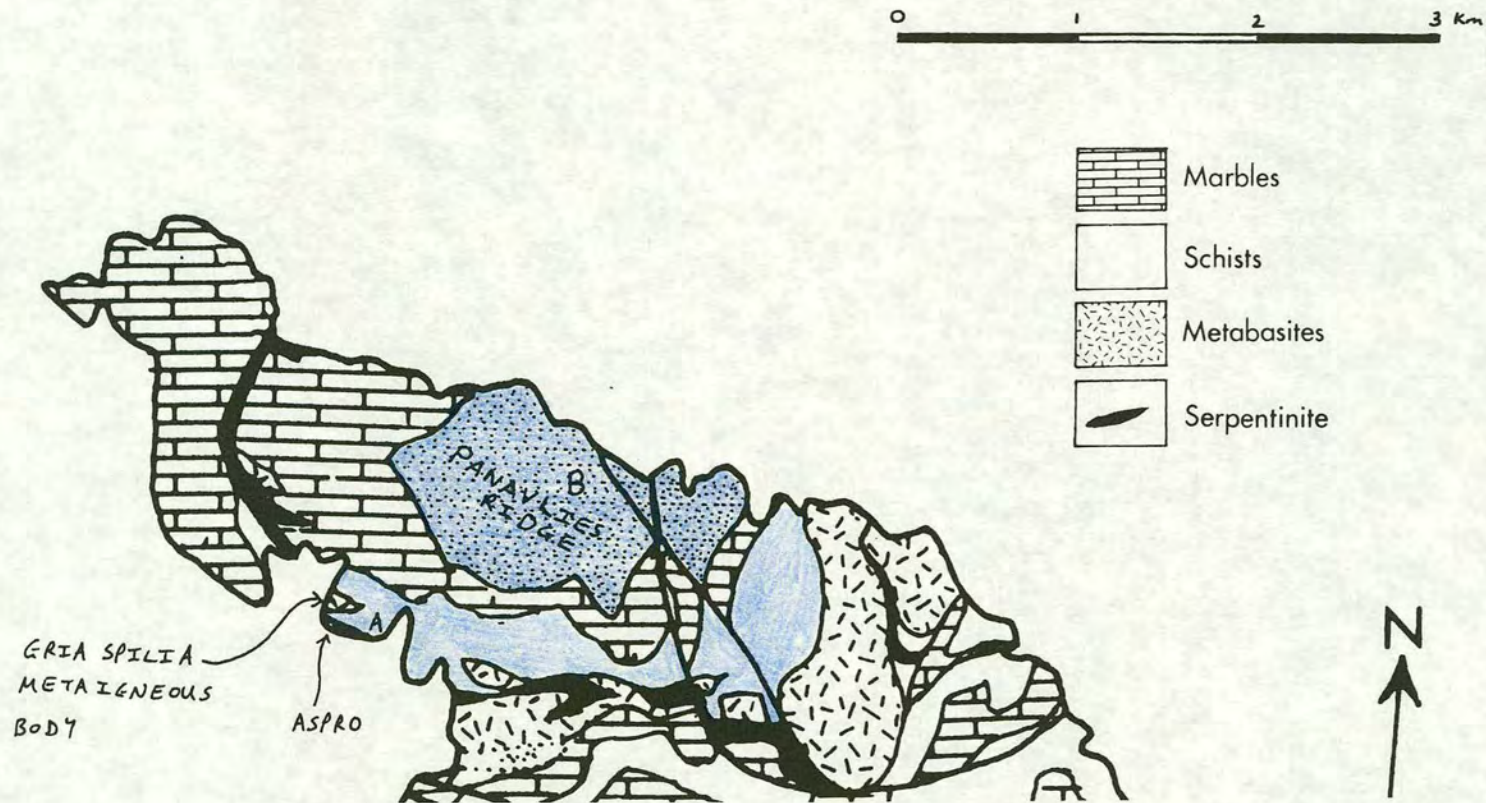 0 1 2 3 Km
Marbles
Schists
Metabasites
Serpentinite
B
PANAVLIES
RIDGE
A
GRIA SPILIA
METAIGNEOUS
BODY
ASPRO
N